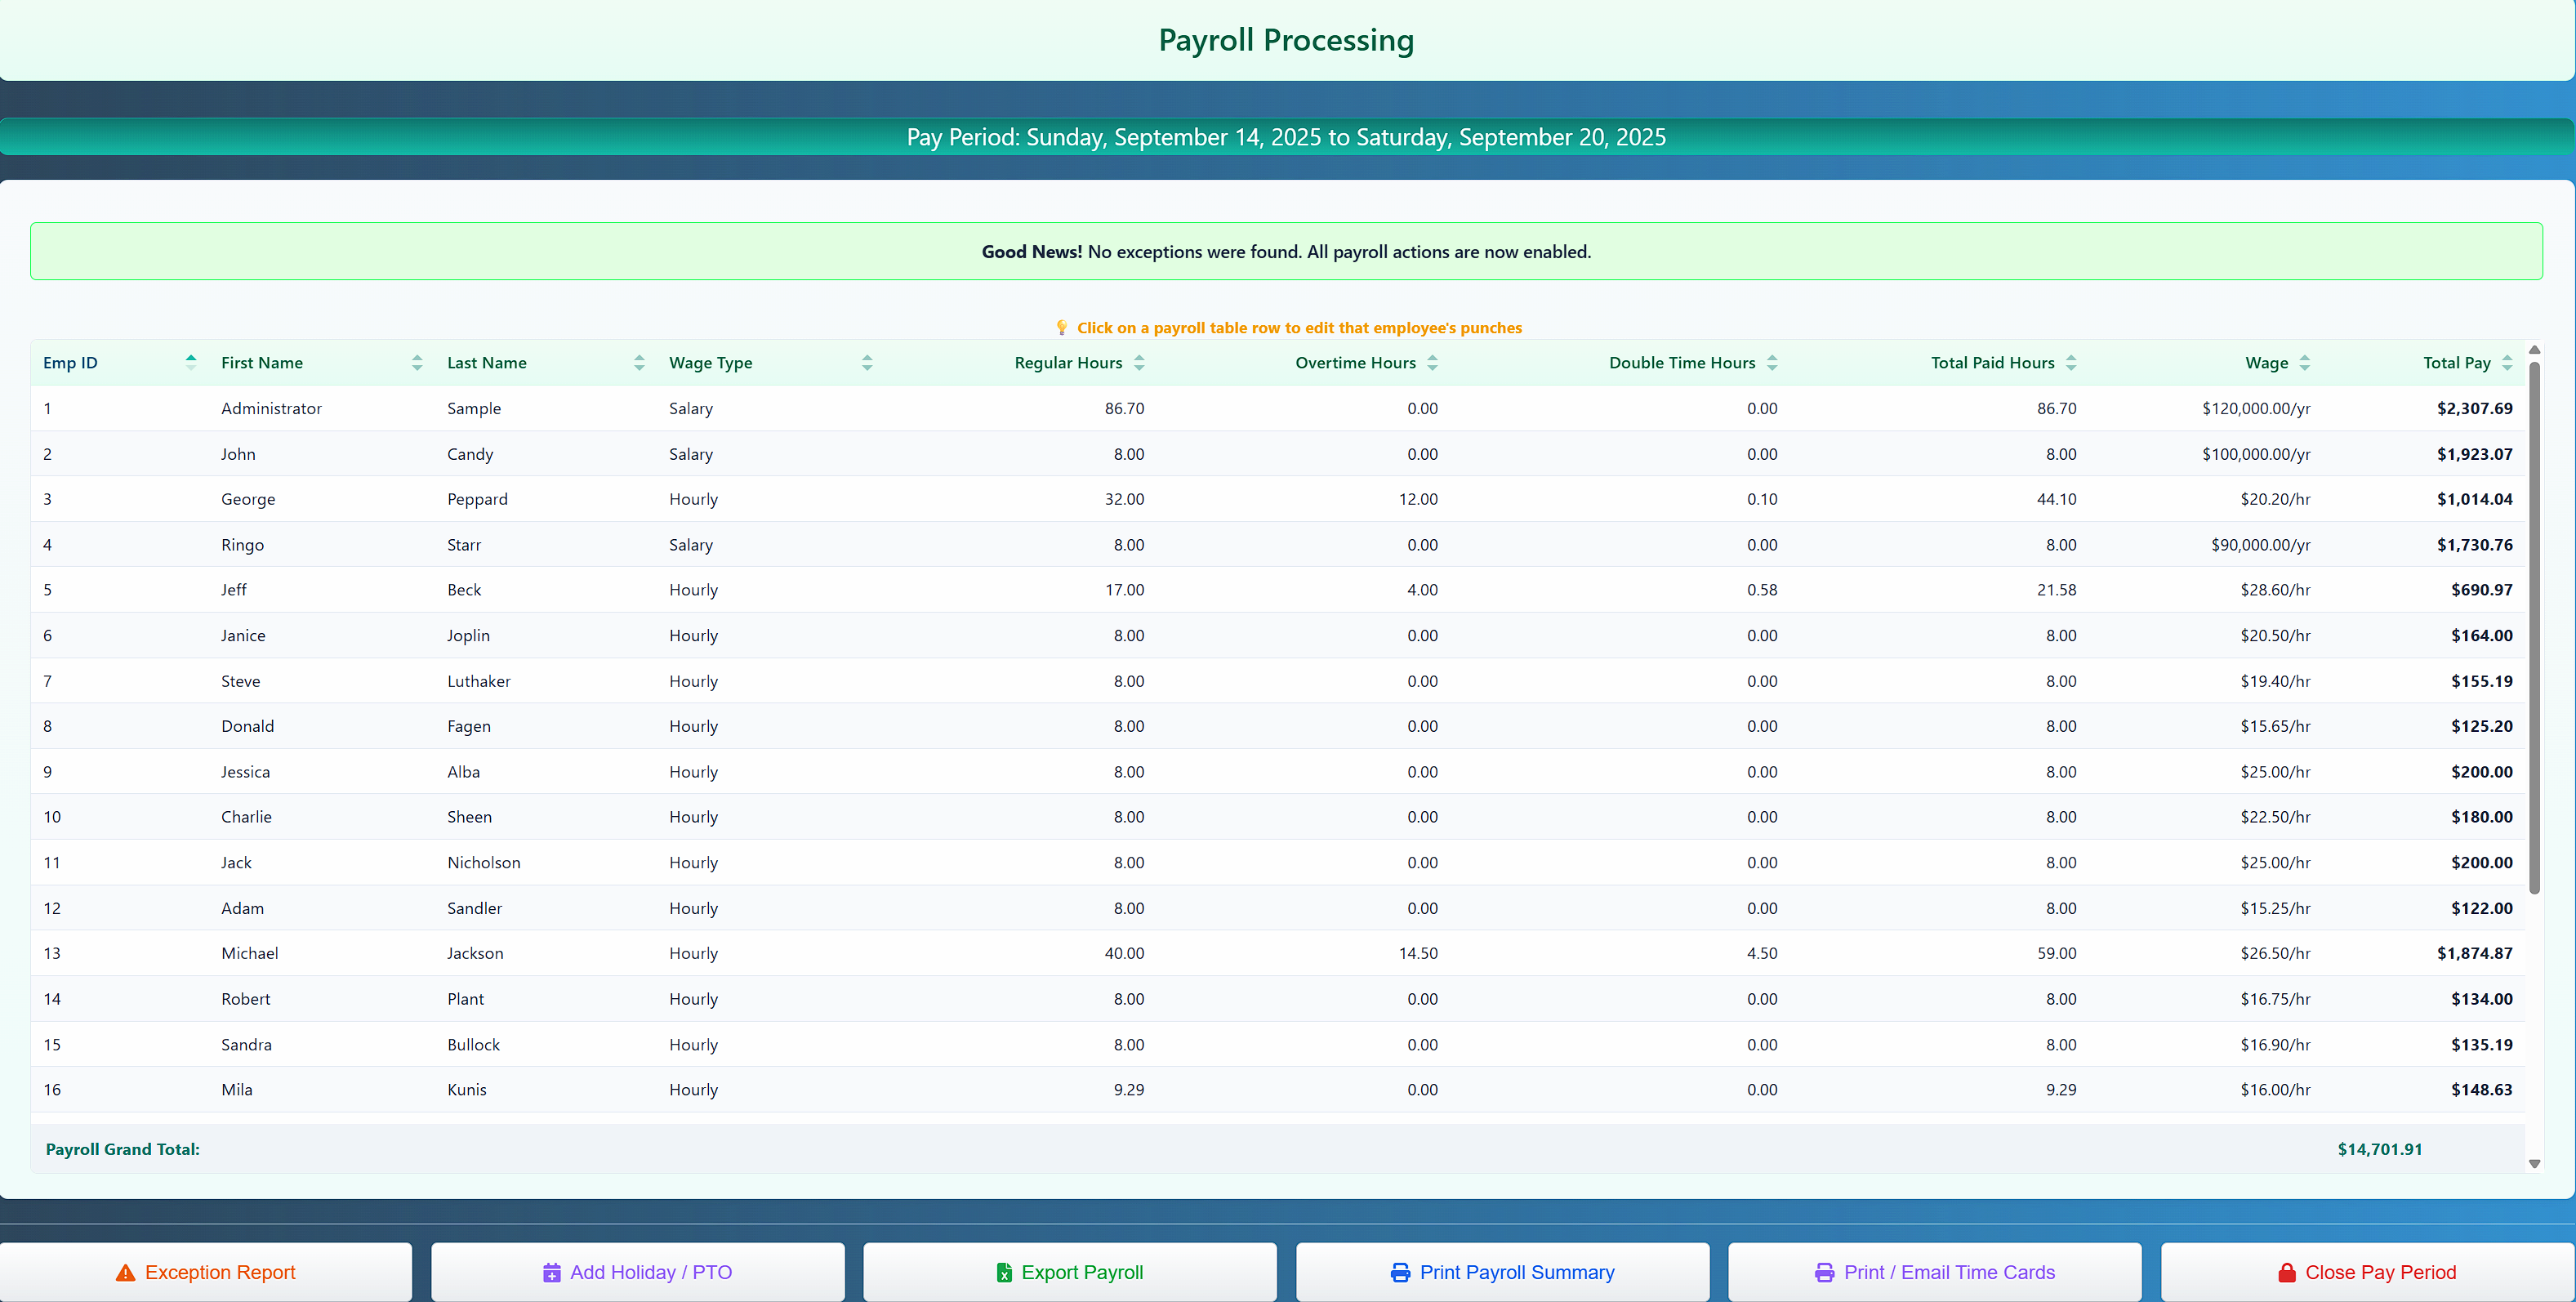 Payroll Processing
Pay Period: Sunday, September 14, 2025 to Saturday, September 20, 2025
Good News! No exceptions were found. All payroll actions are now enabled.
💡 Click on a payroll table row to edit that employee's punches
Emp ID First Name Last Name Wage Type Regular Hours Overtime Hours Double Time Hours Total Paid Hours Wage Total Pay
1 Administrator Sample Salary 86.70 0.00 0.00 86.70 $120,000.00/yr $2,307.69
2 John Candy Salary 8.00 0.00 0.00 8.00 $100,000.00/yr $1,923.07
3 George Peppard Hourly 32.00 12.00 0.10 44.10 $20.20/hr $1,014.04
4 Ringo Starr Salary 8.00 0.00 0.00 8.00 $90,000.00/yr $1,730.76
5 Jeff Beck Hourly 17.00 4.00 0.58 21.58 $28.60/hr $690.97
6 Janice Joplin Hourly 8.00 0.00 0.00 8.00 $20.50/hr $164.00
7 Steve Luthaker Hourly 8.00 0.00 0.00 8.00 $19.40/hr $155.19
8 Donald Fagen Hourly 8.00 0.00 0.00 8.00 $15.65/hr $125.20
9 Jessica Alba Hourly 8.00 0.00 0.00 8.00 $25.00/hr $200.00
10 Charlie Sheen Hourly 8.00 0.00 0.00 8.00 $22.50/hr $180.00
11 Jack Nicholson Hourly 8.00 0.00 0.00 8.00 $25.00/hr $200.00
12 Adam Sandler Hourly 8.00 0.00 0.00 8.00 $15.25/hr $122.00
13 Michael Jackson Hourly 40.00 14.50 4.50 59.00 $26.50/hr $1,874.87
14 Robert Plant Hourly 8.00 0.00 0.00 8.00 $16.75/hr $134.00
15 Sandra Bullock Hourly 8.00 0.00 0.00 8.00 $16.90/hr $135.19
16 Mila Kunis Hourly 9.29 0.00 0.00 9.29 $16.00/hr $148.63
Payroll Grand Total: $14,701.91
Exception Report Add Holiday / PTO Export Payroll Print Payroll Summary Print / Email Time Cards Close Pay Period